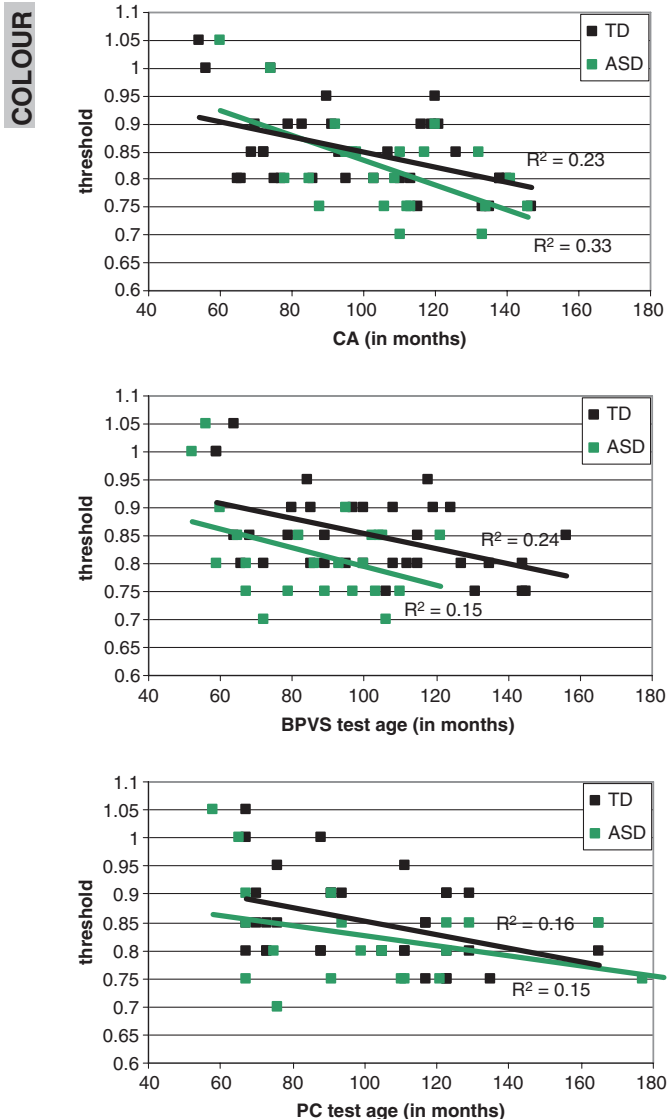 COLOUR
1.1
1.05
1
0.95
0.9
0.85
0.8
0.75
0.7
0.65
0.6
threshold
TD
ASD
R² = 0.23
R² = 0.33
40 60 80 100 120 140 160 180
CA (in months)
1.1
1.05
1
0.95
0.9
0.85
0.8
0.75
0.7
0.65
0.6
threshold
TD
ASD
R² = 0.24
R² = 0.15
40 60 80 100 120 140 160 180
BPVS test age (in months)
1.1
1.05
1
0.95
0.9
0.85
0.8
0.75
0.7
0.65
0.6
threshold
TD
ASD
R² = 0.16
R² = 0.15
40 60 80 100 120 140 160 180
PC test age (in months)